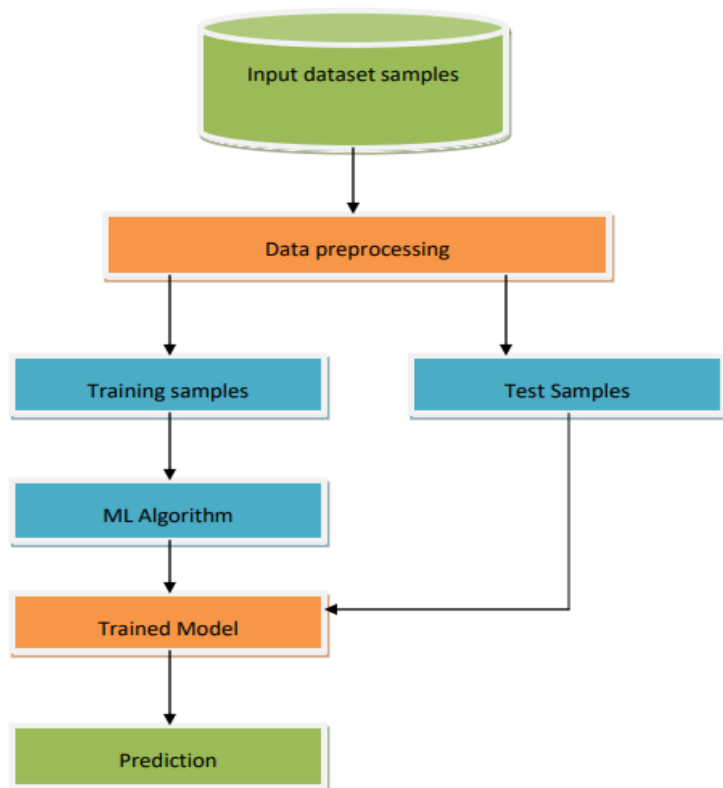 Input dataset samples
Data preprocessing
Training samples
Test Samples
ML Algorithm
Trained Model
Prediction